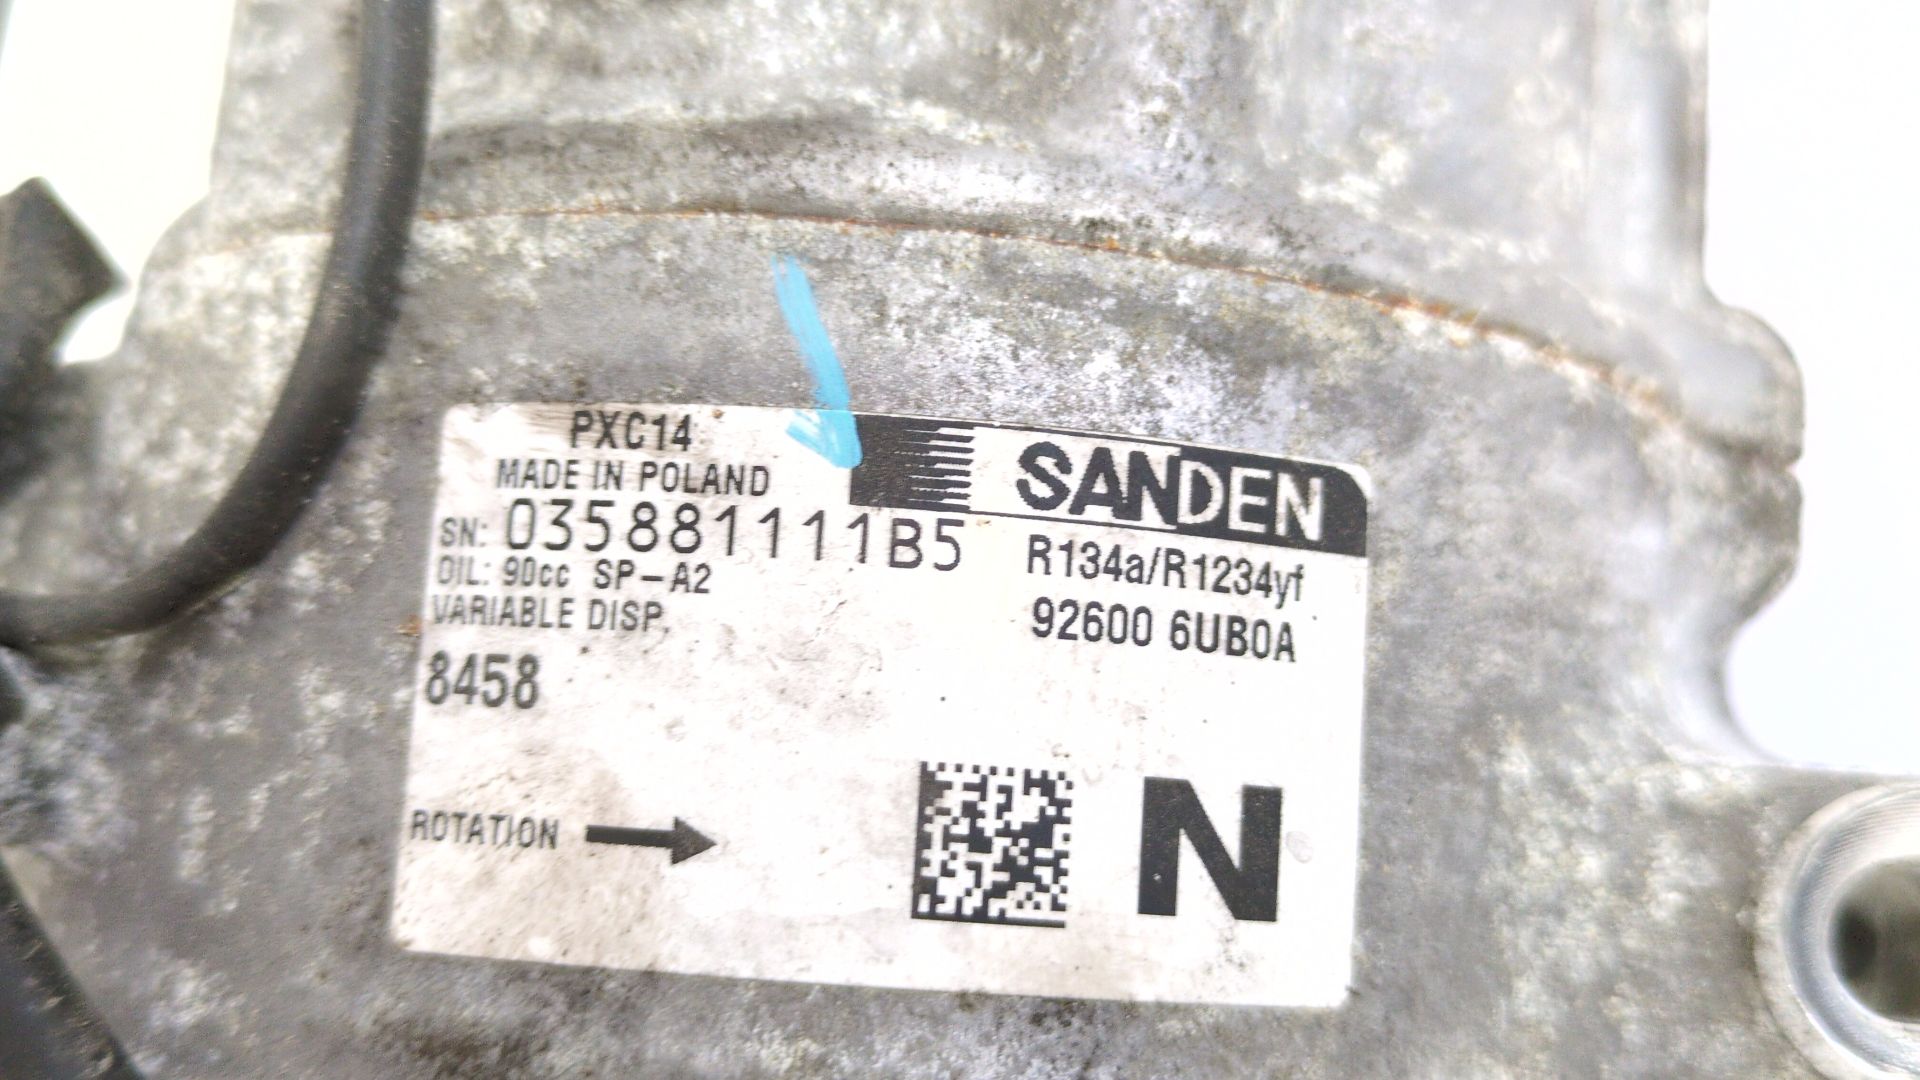 PXC14
MADE IN POLAND
SANDEN
SN: 035881111B5
R134a/R1234yf
OIL: 90cc SP-A2
92600 6UB0A
VARIABLE DISP.
8458
ROTATION
N